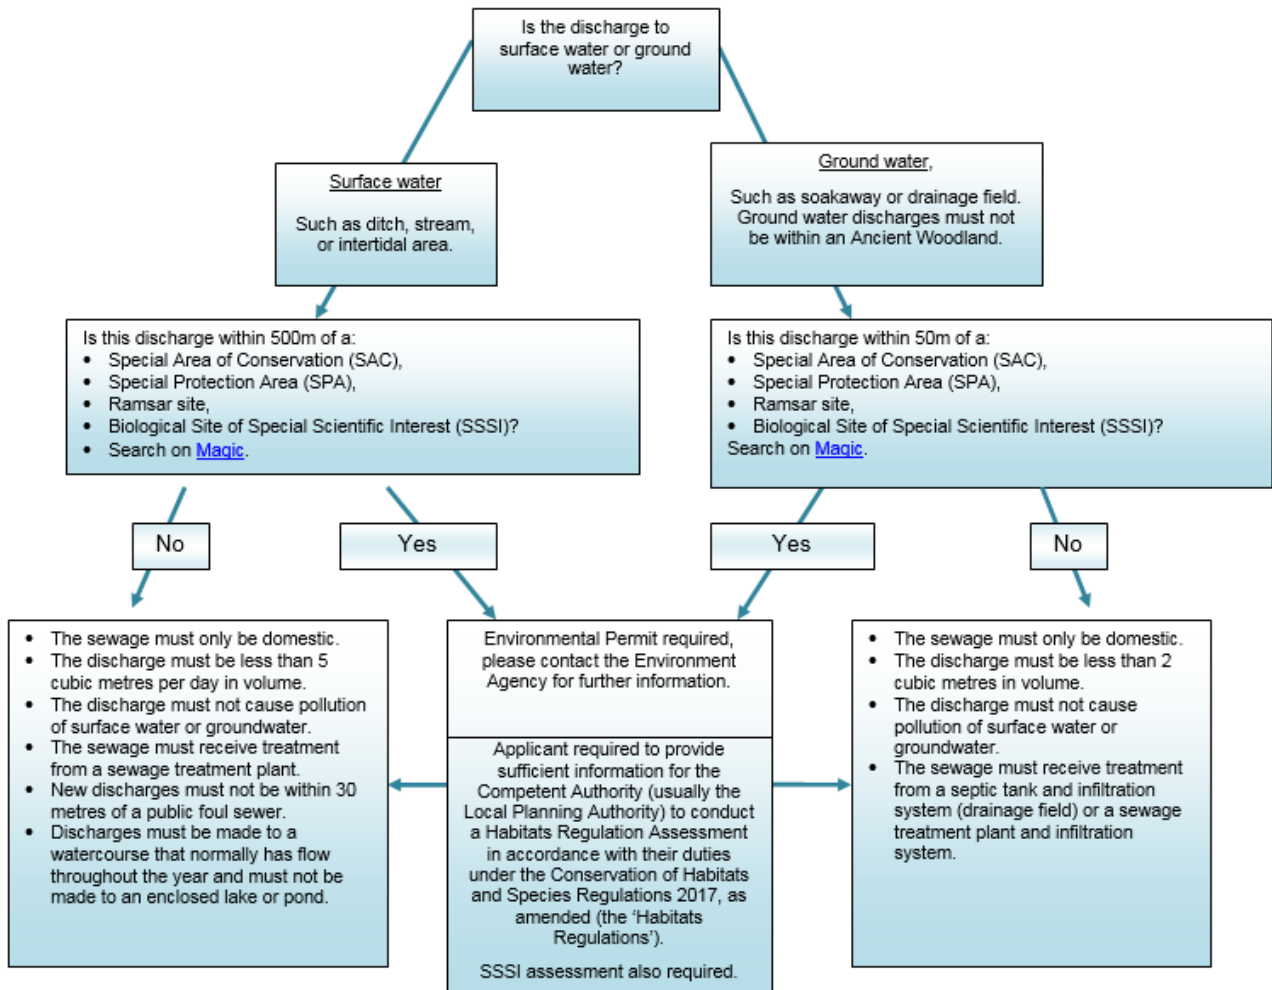 Is the discharge to
surface water or ground
water?
Surface water
Such as ditch, stream,
or intertidal area.
Ground water,
Such as soakaway or drainage field.
Ground water discharges must not
be within an Ancient Woodland.
Is this discharge within 500m of a:
• Special Area of Conservation (SAC),
• Special Protection Area (SPA),
• Ramsar site,
• Biological Site of Special Scientific Interest (SSSI)?
• Search on Magic.
Is this discharge within 50m of a:
• Special Area of Conservation (SAC),
• Special Protection Area (SPA),
• Ramsar site,
• Biological Site of Special Scientific Interest (SSSI)?
Search on Magic.
No
Yes
Yes
No
• The sewage must only be domestic.
• The discharge must be less than 5
cubic metres per day in volume.
• The discharge must not cause pollution
of surface water or groundwater.
• The sewage must receive treatment
from a sewage treatment plant.
• New discharges must not be within 30
metres of a public foul sewer.
• Discharges must be made to a
watercourse that normally has flow
throughout the year and must not be
made to an enclosed lake or pond.
Environmental Permit required,
please contact the Environment
Agency for further information.
Applicant required to provide
sufficient information for the
Competent Authority (usually the
Local Planning Authority) to conduct
a Habitats Regulation Assessment
in accordance with their duties
under the Conservation of Habitats
and Species Regulations 2017, as
amended (the ‘Habitats
Regulations’).
SSSI assessment also required.
• The sewage must only be domestic.
• The discharge must be less than 2
cubic metres in volume.
• The discharge must not cause
pollution of surface water or
groundwater.
• The sewage must receive treatment
from a septic tank and infiltration
system (drainage field) or a sewage
treatment plant and infiltration
system.